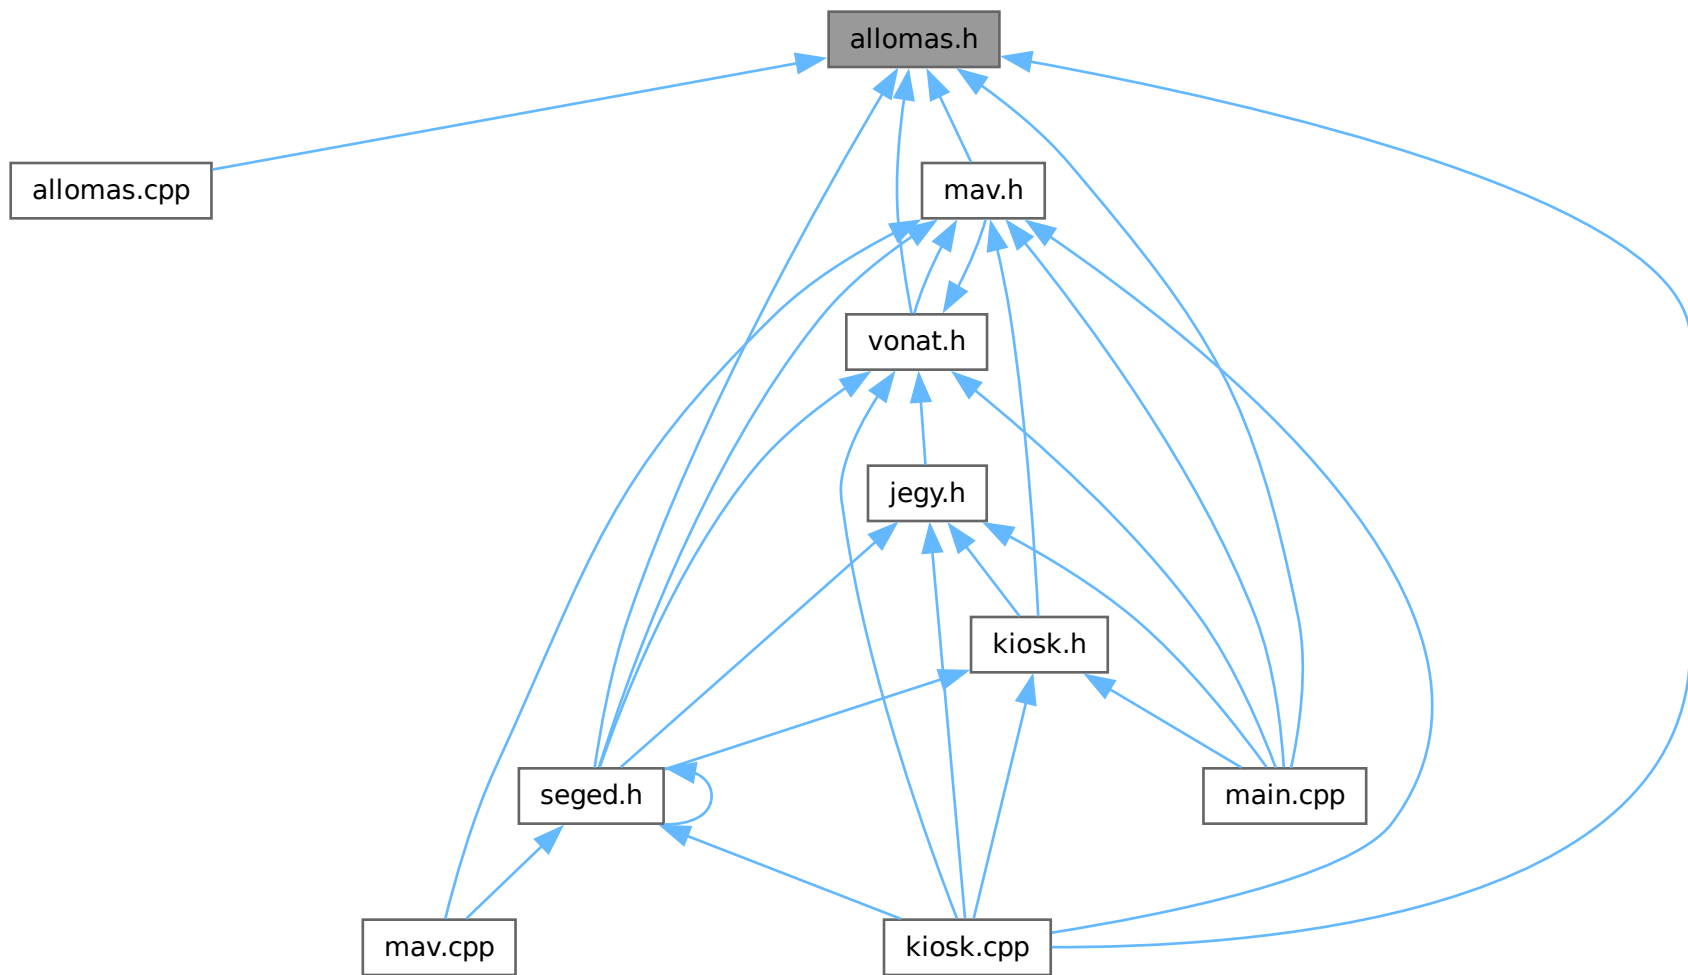 allomas.h
allomas.cpp
mav.h
vonat.h
jegy.h
kiosk.h
seged.h
main.cpp
mav.cpp
kiosk.cpp